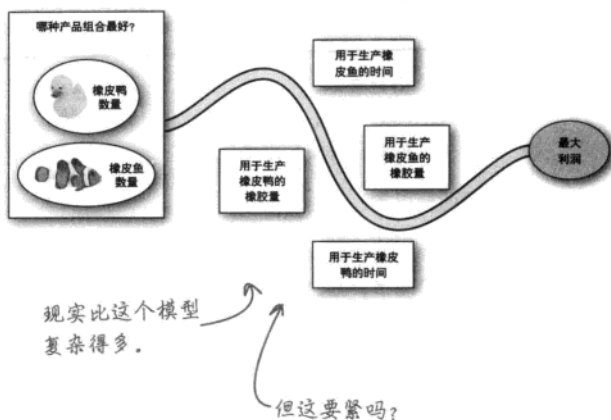 哪种产品组合最好?
橡皮鸭
数量
橡皮鱼
数量
用于生产橡
皮鱼的时间
用于生产
橡皮鱼的
橡胶量
用于生产
橡皮鸭的
橡胶量
用于生产橡皮
鸭的时间
最大
利润
现实比这个模型
复杂得多.
但这要紧吗?